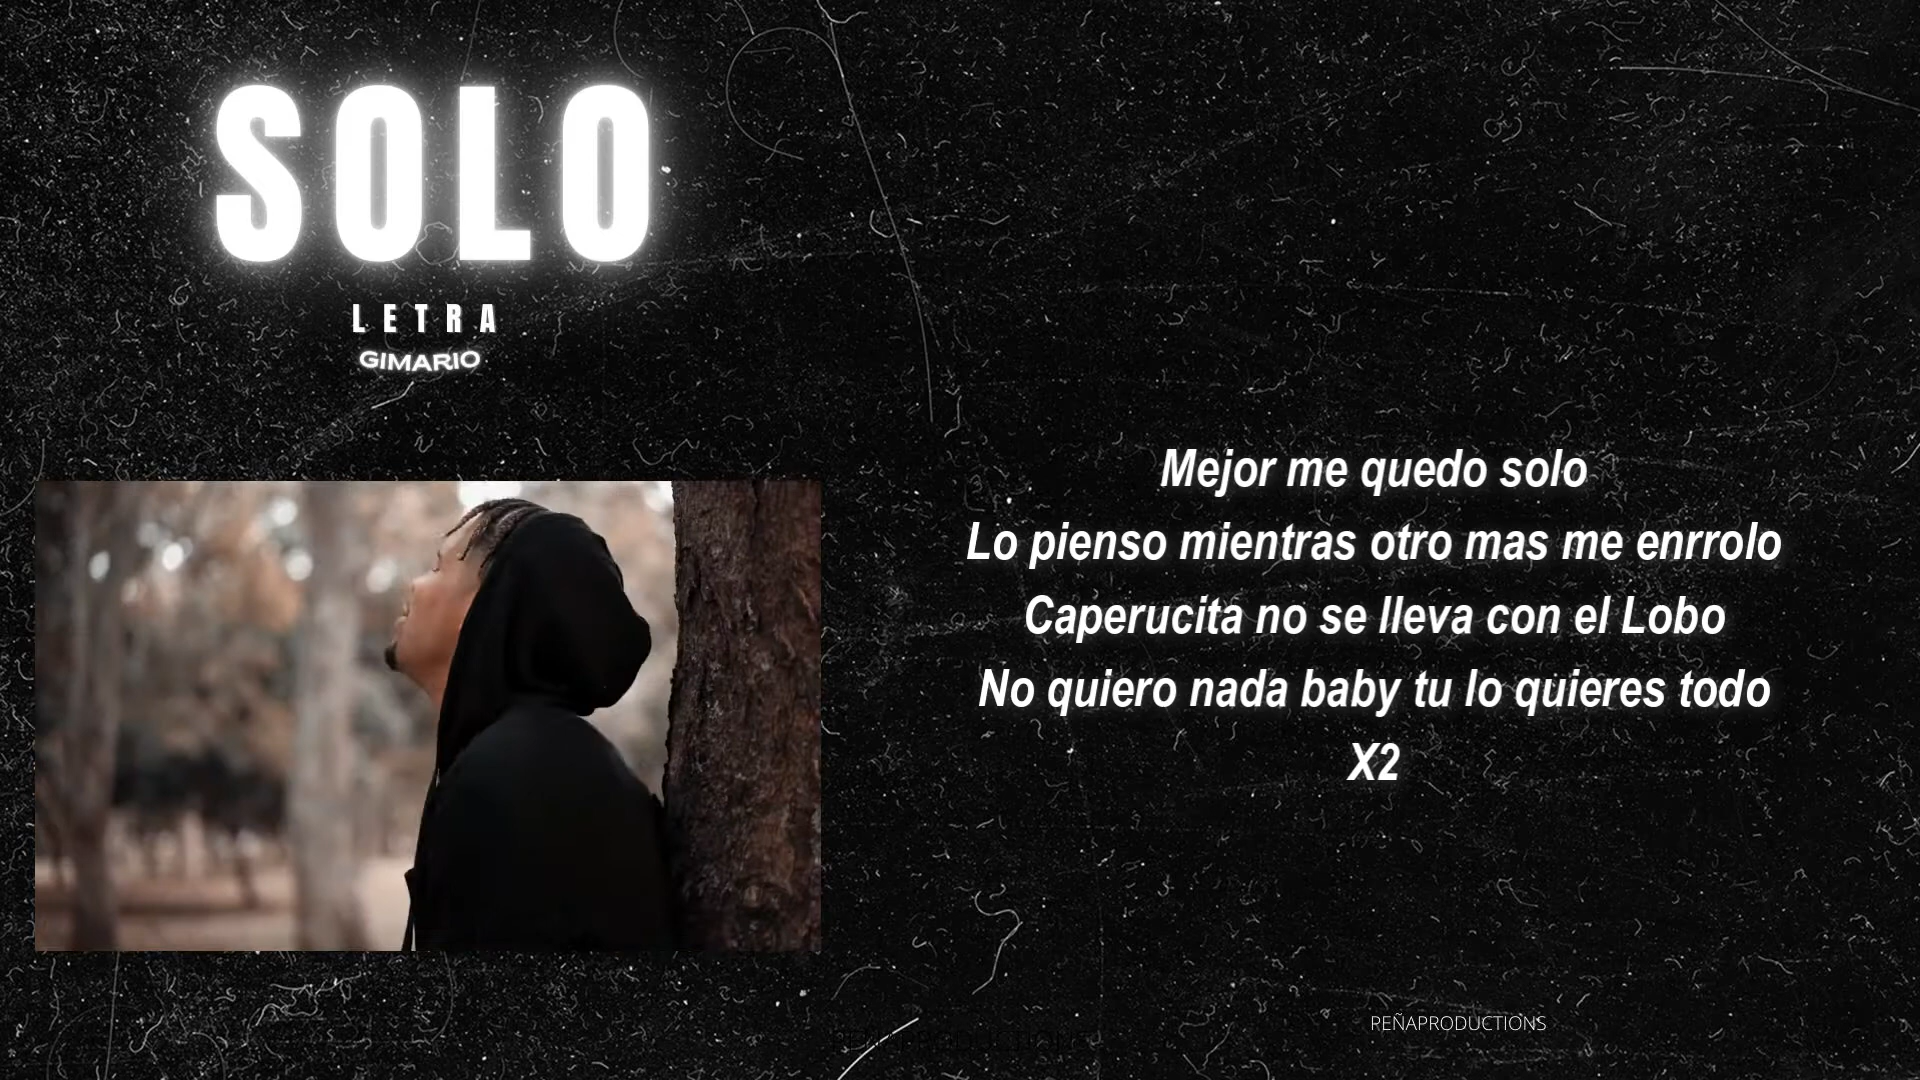 SOLO
LETRA
GIMARIO
Mejor me quedo solo
Lo pienso mientras otro mas me enrrolo
Caperucita no se lleva con el Lobo
No quiero nada baby tu lo quieres todo
X2
REÑAPRODUCTIONS